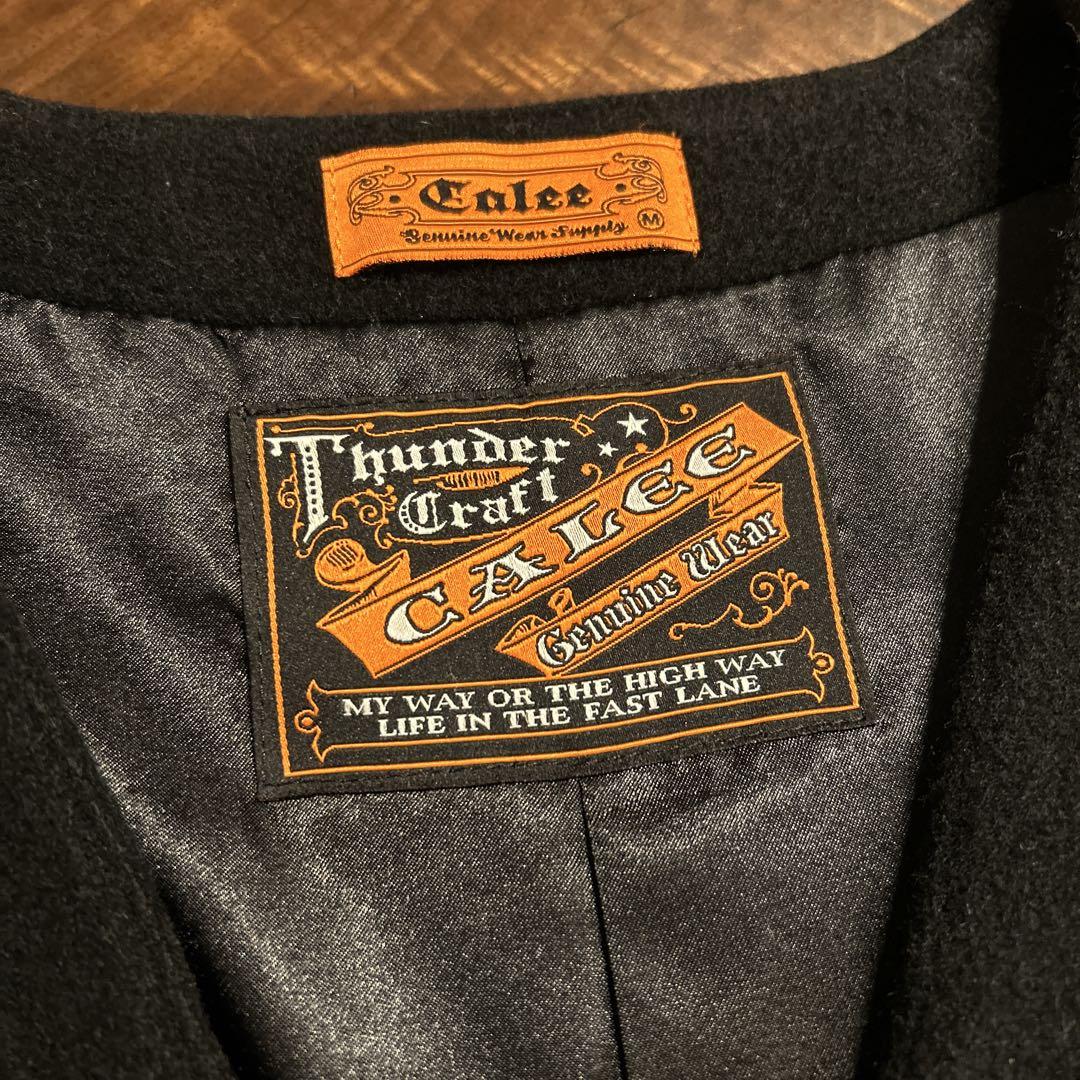 Calee
Genuine Wear Supply
M
Thunder
Craft
CALEE
Genuine Wear
MY WAY OR THE HIGH WAY
LIFE IN THE FAST LANE